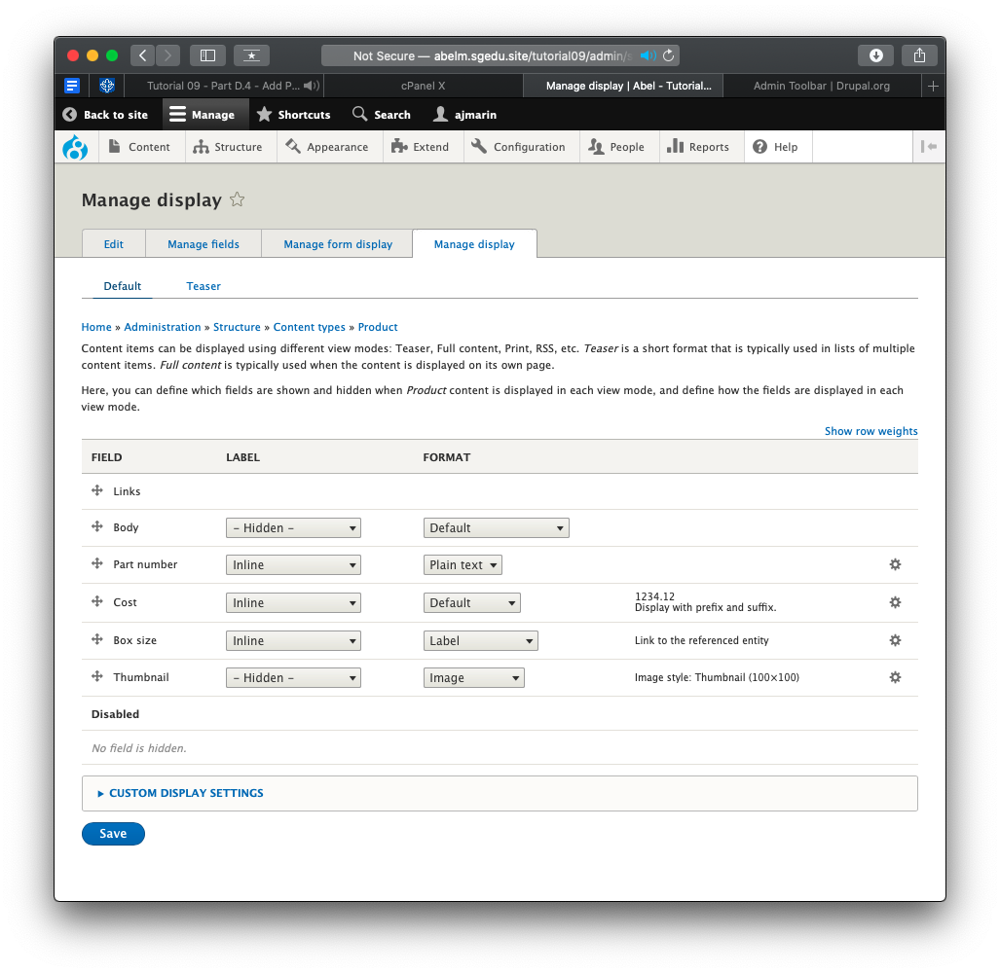 Not Secure — abelm.sgedu.site/tutorial09/admin/s
Tutorial 09 - Part D.4 - Add P... cPanel X Manage display | Abel - Tutorial... Admin Toolbar | Drupal.org
Back to site Manage Shortcuts Search ajmarin
Content Structure Appearance Extend Configuration People Reports Help
Manage display
Edit Manage fields Manage form display Manage display
Default Teaser
Home » Administration » Structure » Content types » Product
Content items can be displayed using different view modes: Teaser, Full content, Print, RSS, etc. Teaser is a short format that is typically used in lists of multiple
content items. Full content is typically used when the content is displayed on its own page.
Here, you can define which fields are shown and hidden when Product content is displayed in each view mode, and define how the fields are displayed in each
view mode.
Show row weights
FIELD LABEL FORMAT
Links
Body - Hidden - Default
Part number Inline Plain text
Cost Inline Default 1234.12
Display with prefix and suffix.
Box size Inline Label Link to the referenced entity
Thumbnail - Hidden - Image Image style: Thumbnail (100×100)
Disabled
No field is hidden.
CUSTOM DISPLAY SETTINGS
Save